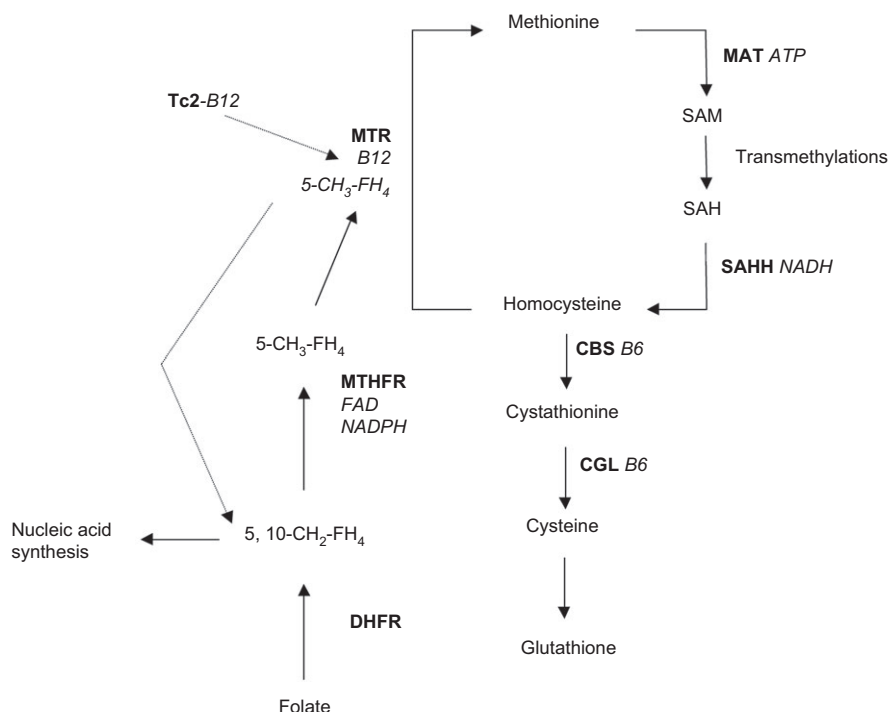 Methionine
MAT ATP
Tc2-B12
SAM
MTR
B12
5-CH₃-FH₄
Transmethylations
SAH
SAHH NADH
Homocysteine
5-CH₃-FH₄
CBS B6
MTHFR
FAD
NADPH
Cystathionine
CGL B6
Nucleic acid
synthesis
5, 10-CH₂-FH₄
Cysteine
DHFR
Glutathione
Folate